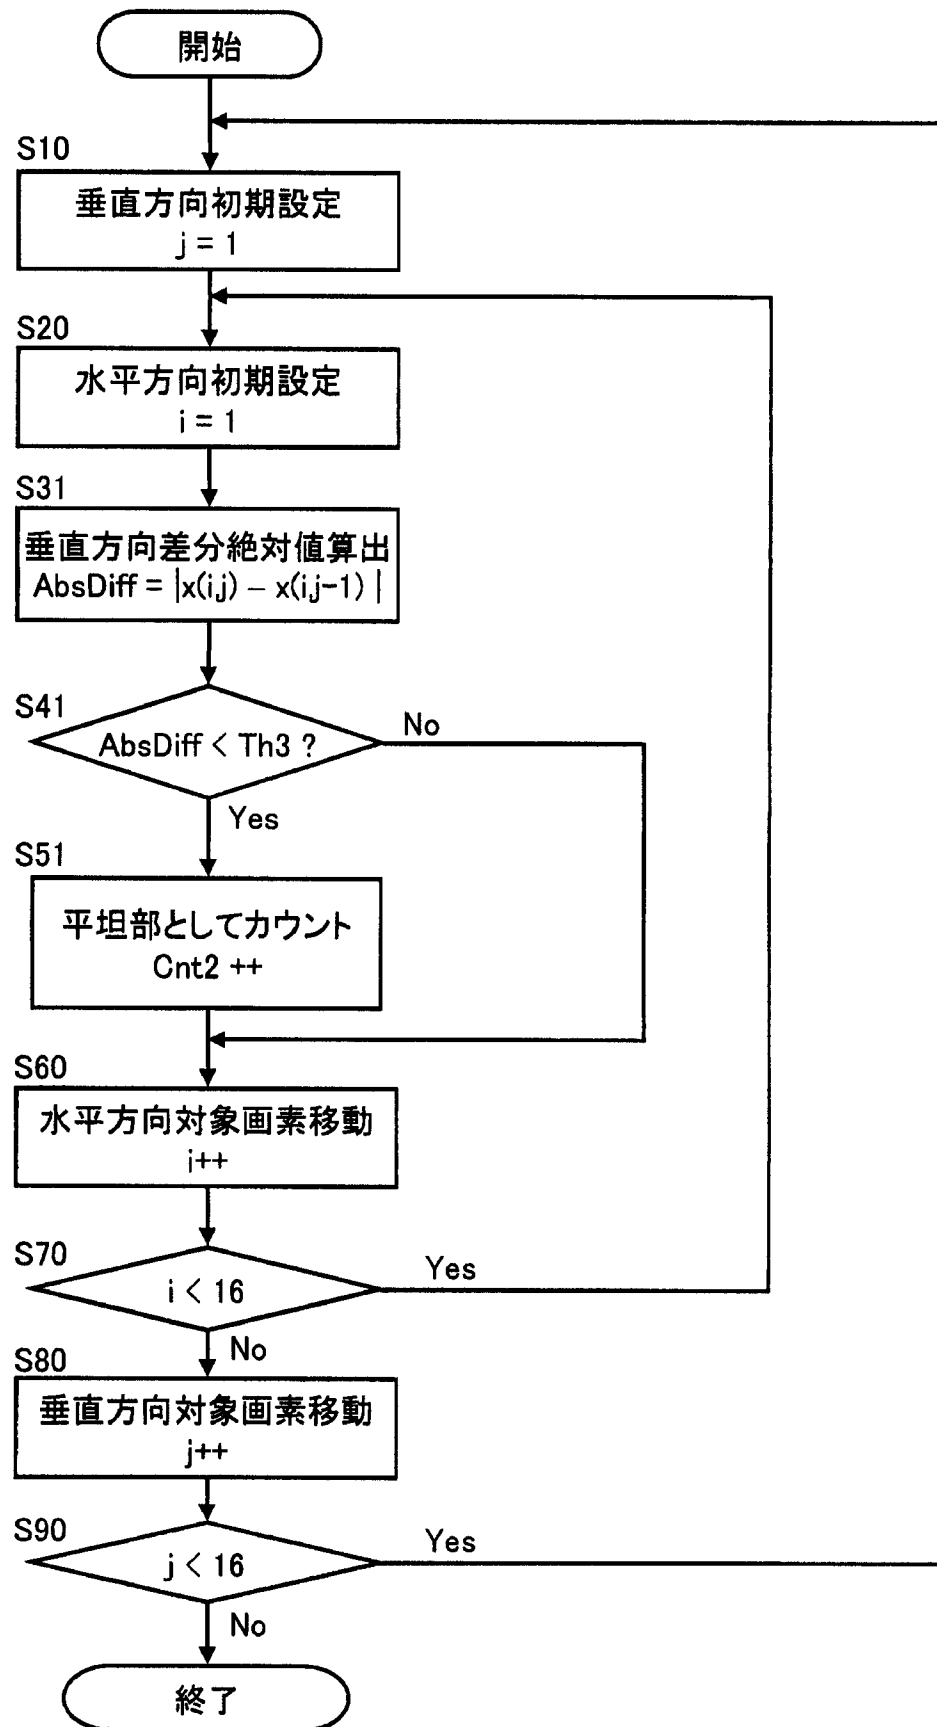 開始
S10
垂直方向初期設定
j = 1
S20
水平方向初期設定
i = 1
S31
垂直方向差分絶対値算出
AbsDiff = |x(i,j) – x(i,j-1) |
S41
AbsDiff < Th3 ?
No
Yes
S51
平坦部としてカウント
Cnt2 ++
S60
水平方向対象画素移動
i++
S70
i < 16
Yes
No
S80
垂直方向対象画素移動
j++
S90
j < 16
Yes
No
終了